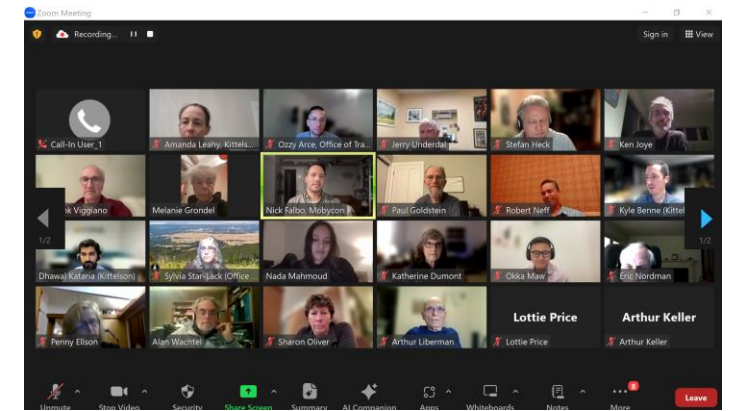 Zoom Meeting
Recording...
Sign in
View
Call-In User_1
Amanda Leahy, Kittels...
Ozzy Arce, Office of Tra...
Jerry Underdal
Stefan Heck
Ken Joye
k Viggiano
Melanie Grondel
Nick Falbo, Mobycon
Paul Goldstein
Robert Neff
Kyle Benne (Kittel
1/2
1/2
Dhawal Kataria (Kittelson)
Sylvia Star-Lack (Office ...
Nada Mahmoud
Katherine Dumont
Okka Maw
Eric Nordman
Lottie Price
Arthur Keller
Penny Ellson
Alan Wachtel
Sharon Oliver
Arthur Liberman
Lottie Price
Arthur Keller
8
Unmute
Stop Video
Security
Share Screen
Summary
AI Companion
Apps
Whiteboards
Notes
More
Leave